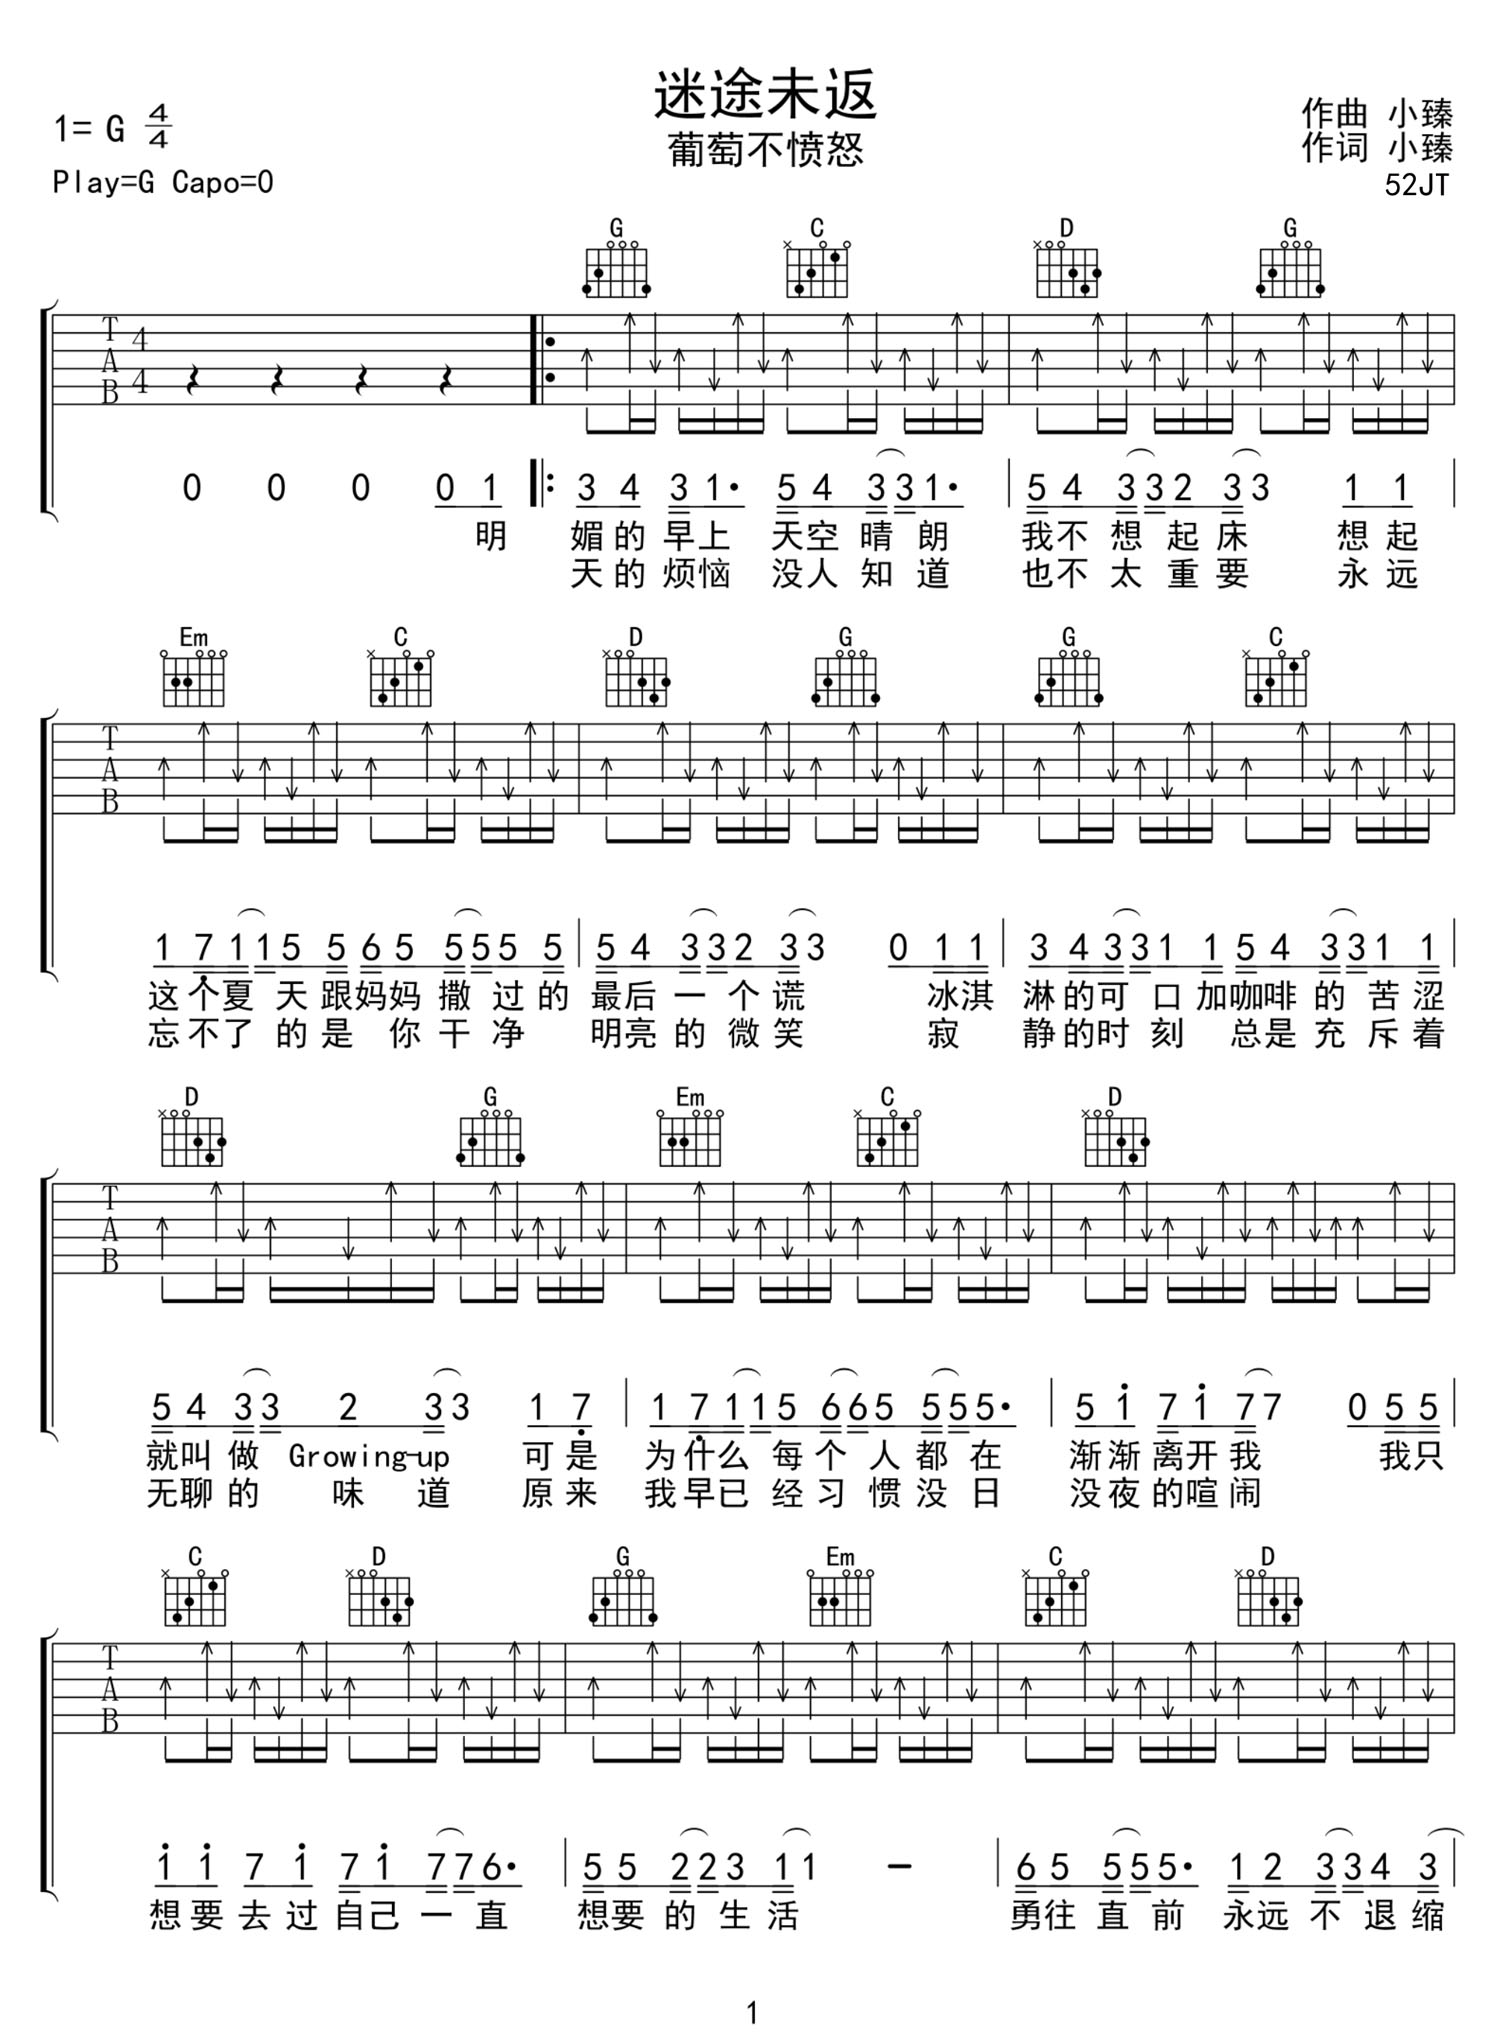 迷途未返
葡萄不愤怒
1= G 4/4
Play=G Capo=0
作曲 小臻
作词 小臻
52JT
G C D G
T A B 4 4
0 0 0 0 1 3 4 3 1· 5 4 3 3 1· 5 4 3 3 2 3 3 1 1
明 媚的早上 天空晴朗 我不想起床 想起
天的烦恼 没人知道 也不太重要 永远
Em C D G G C
T A B
1 7 1 1 5 5 6 5 5 5 5 5 5 4 3 3 2 3 3 0 1 1 3 4 3 3 1 1 5 4 3 3 1 1
这个夏天跟妈妈撒过的 最后一个谎 冰淇 淋的可口加咖啡的苦涩
忘不了的是你干净 明亮的微笑 寂 静的时刻 总是充斥着
D G Em C D
T A B
5 4 3 3 2 3 3 1 7 1 7 1 1 5 6 6 5 5 5 5· 5 1 7 1 7 7 0 5 5
就叫做 Growing-up 可是 为什么每个人都在 渐渐离开我 我只
无聊的味道 原来 我早已经习惯没日 没夜的喧闹
C D G Em C D
T A B
1 1 7 1 7 1 7 7 6· 5 5 2 2 3 1 1 – 6 5 5 5 5· 1 2 3 3 4 3
想要去过自己一直 想要的生活 勇往直前 永远不退缩
1